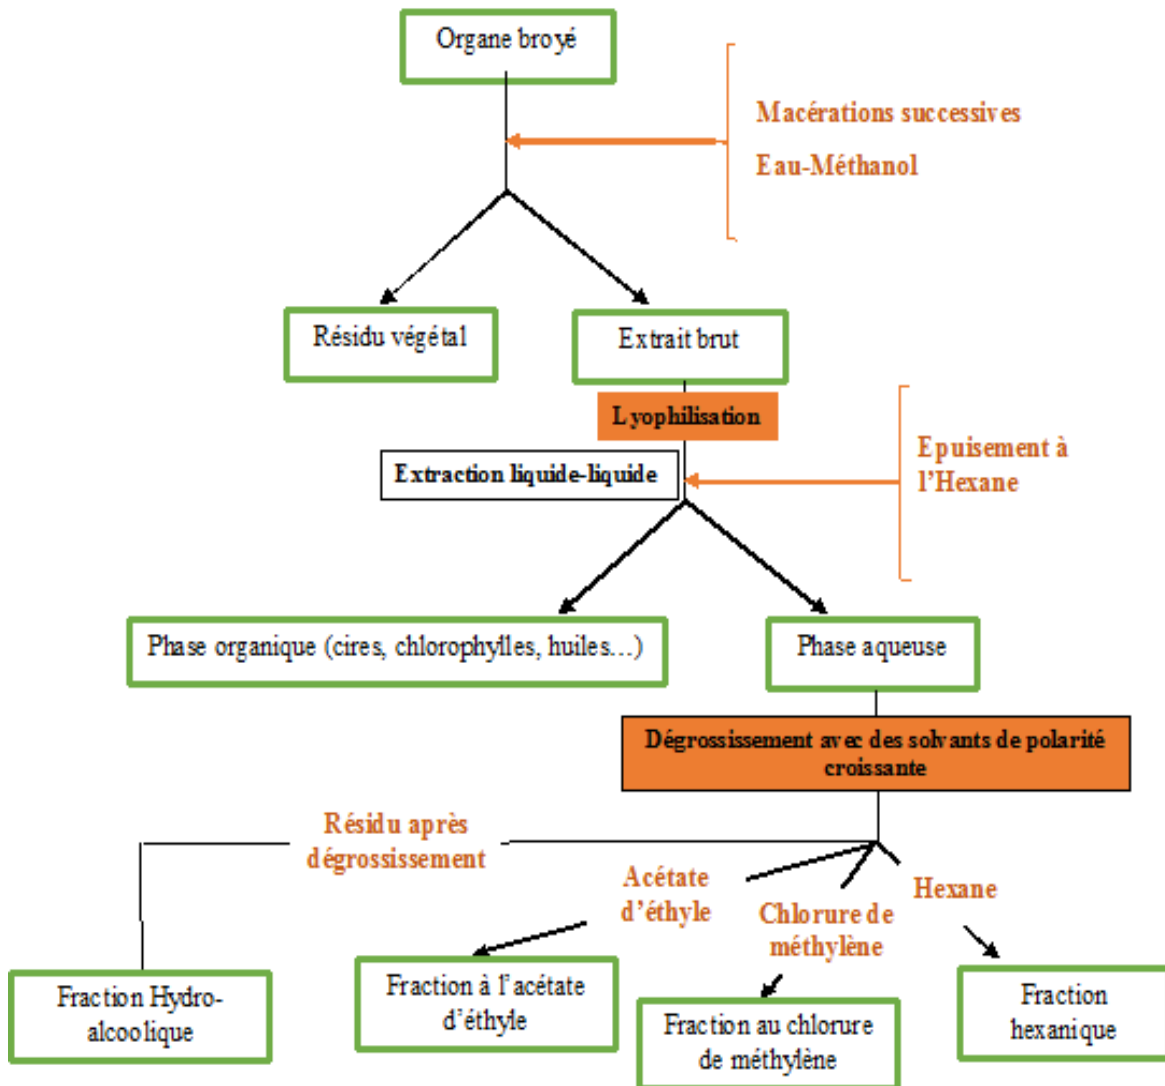 Organe broyé
Macérations successives
Eau-Méthanol
Résidu végétal
Extrait brut
Lyophilisation
Extraction liquide-liquide
Epuisement à
l'Hexane
Phase organique (cires, chlorophylles, huiles…)
Phase aqueuse
Dégrossissement avec des solvants de polarité
croissante
Résidu après
dégrossissement
Acétate
d'éthyle
Chlorure de
méthylène
Hexane
Fraction Hydro-
alcoolique
Fraction à l'acétate
d'éthyle
Fraction au chlorure
de méthylène
Fraction
hexanique